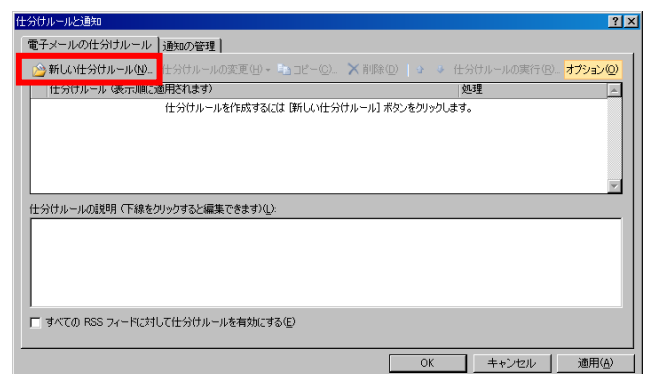 仕分けルールと通知
電子メールの仕分けルール 通知の管理
新しい仕分けルール(N)... 仕分けルールの変更(H) コピー(C)... 削除(D) 仕分けルールの実行(R)... オプション(O)
仕分けルール (表示順に適用されます) 処理
仕分けルールを作成するには [新しい仕分けルール] ボタンをクリックします。
仕分けルールの説明 (下線をクリックすると編集できます)(L):
すべての RSS フィードに対して仕分けルールを有効にする(E)
OK キャンセル 適用(A)